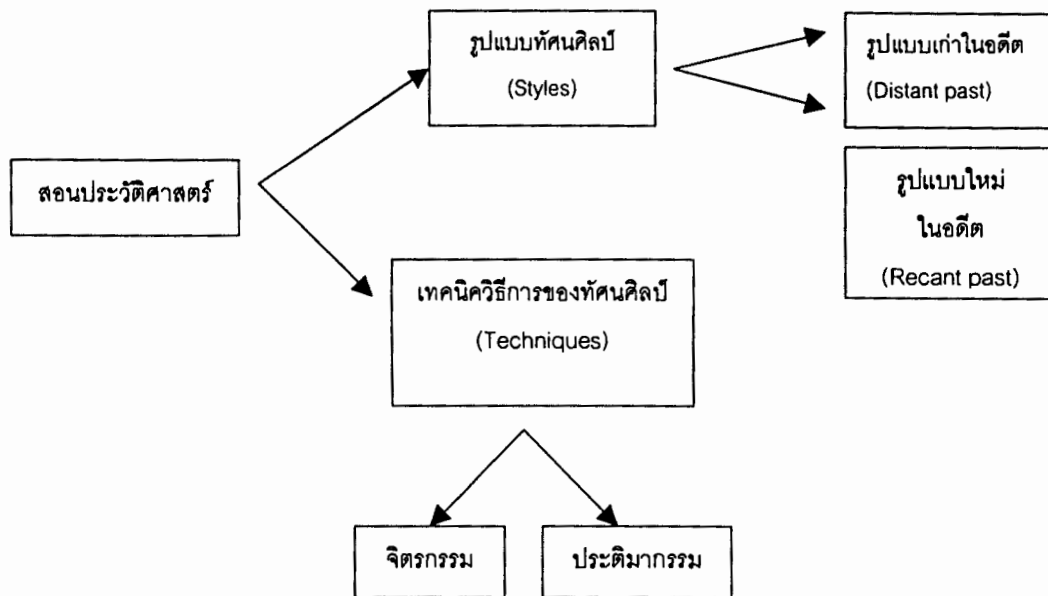 รูปแบบทัศนศิลป์
(Styles)
รูปแบบเก่าในอดีต
(Distant past)
สอนประวัติศาสตร์
รูปแบบใหม่
ในอดีต
(Recant past)
เทคนิควิธีการของทัศนศิลป์
(Techniques)
จิตรกรรม
ประติมากรรม